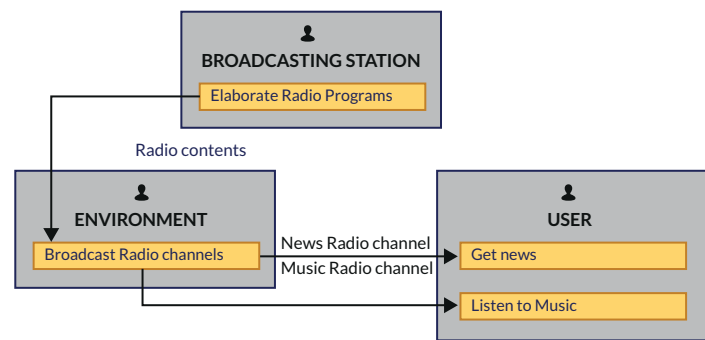 BROADCASTING STATION
Elaborate Radio Programs
Radio contents
ENVIRONMENT
Broadcast Radio channels
News Radio channel
Music Radio channel
USER
Get news
Listen to Music